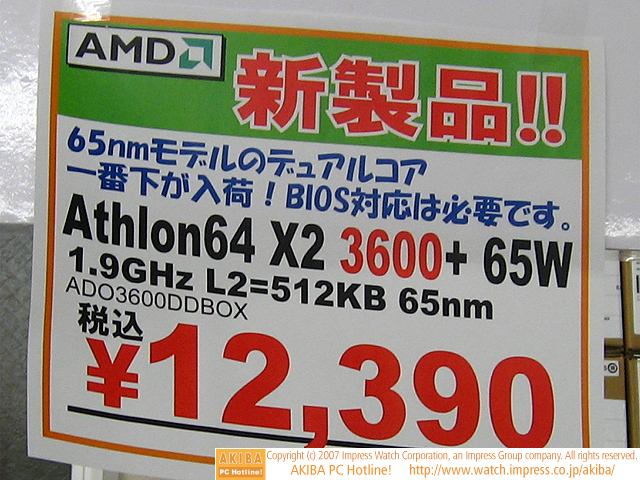 AMD
新製品!!
65nmモデルのデュアルコア
一番下が入荷！BIOS対応は必要です。
Athlon64 X2 3600+ 65W
1.9GHz L2=512KB 65nm
ADO3600DDBOX
税込
¥12,390
AKIBA PC Hotline!
Copyright (c) 2007 Impress Watch Corporation, an Impress Group company. All rights reserved.
AKIBA PC Hotline! http://www.watch.impress.co.jp/akiba/